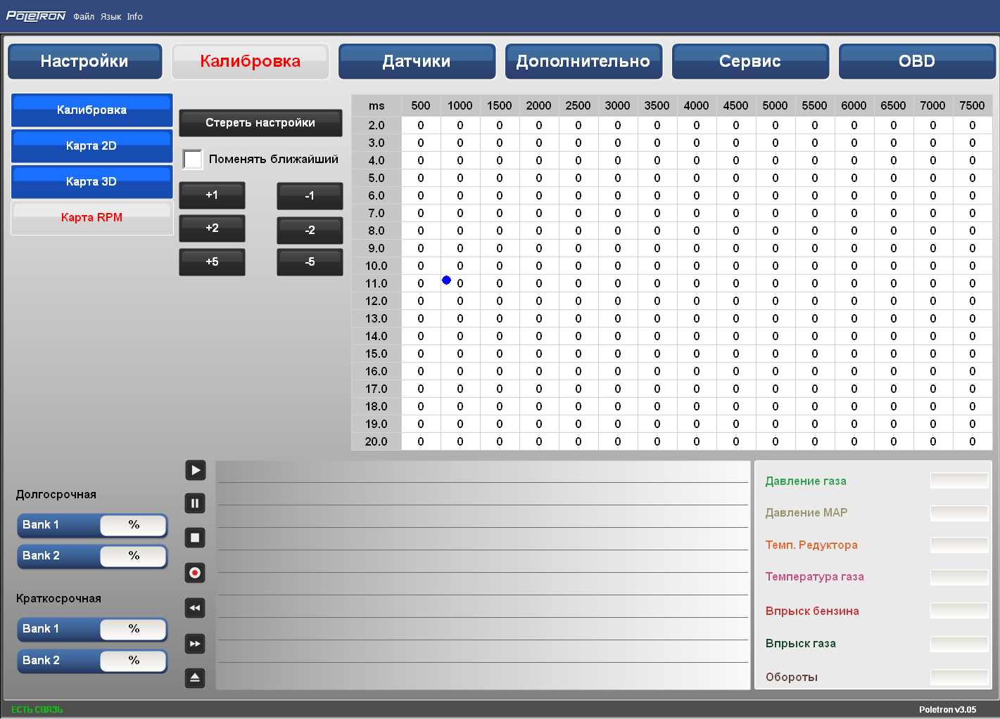 POLETRON Файл Язык Info
Настройки Калибровка Датчики Дополнительно Сервис OBD
Калибровка
Карта 2D
Карта 3D
Карта RPM
Стереть настройки
Поменять ближайший
+1 -1
+2 -2
+5 -5
ms 500 1000 1500 2000 2500 3000 3500 4000 4500 5000 5500 6000 6500 7000 7500
2.0 0 0 0 0 0 0 0 0 0 0 0 0 0 0 0
3.0 0 0 0 0 0 0 0 0 0 0 0 0 0 0 0
4.0 0 0 0 0 0 0 0 0 0 0 0 0 0 0 0
5.0 0 0 0 0 0 0 0 0 0 0 0 0 0 0 0
6.0 0 0 0 0 0 0 0 0 0 0 0 0 0 0 0
7.0 0 0 0 0 0 0 0 0 0 0 0 0 0 0 0
8.0 0 0 0 0 0 0 0 0 0 0 0 0 0 0 0
9.0 0 0 0 0 0 0 0 0 0 0 0 0 0 0 0
10.0 0 0 0 0 0 0 0 0 0 0 0 0 0 0 0
11.0 0 0 0 0 0 0 0 0 0 0 0 0 0 0 0
12.0 0 0 0 0 0 0 0 0 0 0 0 0 0 0 0
13.0 0 0 0 0 0 0 0 0 0 0 0 0 0 0 0
14.0 0 0 0 0 0 0 0 0 0 0 0 0 0 0 0
15.0 0 0 0 0 0 0 0 0 0 0 0 0 0 0 0
16.0 0 0 0 0 0 0 0 0 0 0 0 0 0 0 0
17.0 0 0 0 0 0 0 0 0 0 0 0 0 0 0 0
18.0 0 0 0 0 0 0 0 0 0 0 0 0 0 0 0
19.0 0 0 0 0 0 0 0 0 0 0 0 0 0 0 0
20.0 0 0 0 0 0 0 0 0 0 0 0 0 0 0 0
Долгосрочная
Bank 1 %
Bank 2 %
Краткосрочная
Bank 1 %
Bank 2 %
Давление газа
Давление MAP
Темп. Редуктора
Температура газа
Впрыск бензина
Впрыск газа
Обороты
ЕСТЬ СВЯЗЬ
Poletron v3.05